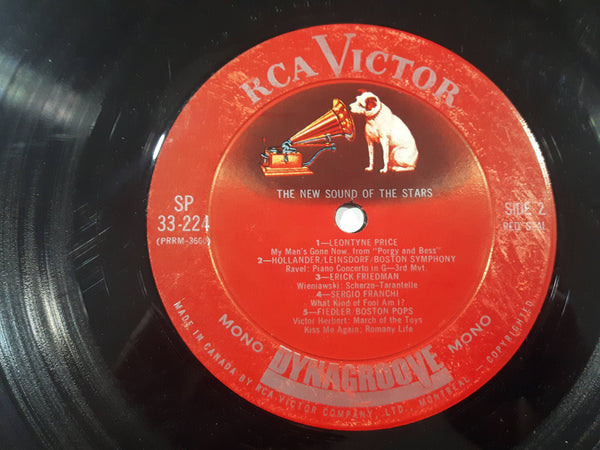 RCA VICTOR
THE NEW SOUND OF THE STARS
SP
33-224
(PRRM-3660)
SIDE 2
RED SEAL
1—LEONTYNE PRICE
My Man's Gone Now, from "Porgy and Bess"
2—HOLLANDER/LEINSDORF/BOSTON SYMPHONY
Ravel: Piano Concerto in G—3rd Mvt.
3—ERICK FRIEDMAN
Wieniawski: Scherzo-Tarantelle
4—SERGIO FRANCHI
What Kind of Fool Am I?
5—FIEDLER/BOSTON POPS
Victor Herbert: March of the Toys
Kiss Me Again; Romany Life
MONO DYNAGROOVE MONO
MADE IN CANADA BY RCA VICTOR COMPANY, LTD., MONTREAL — COPYRIGHTED